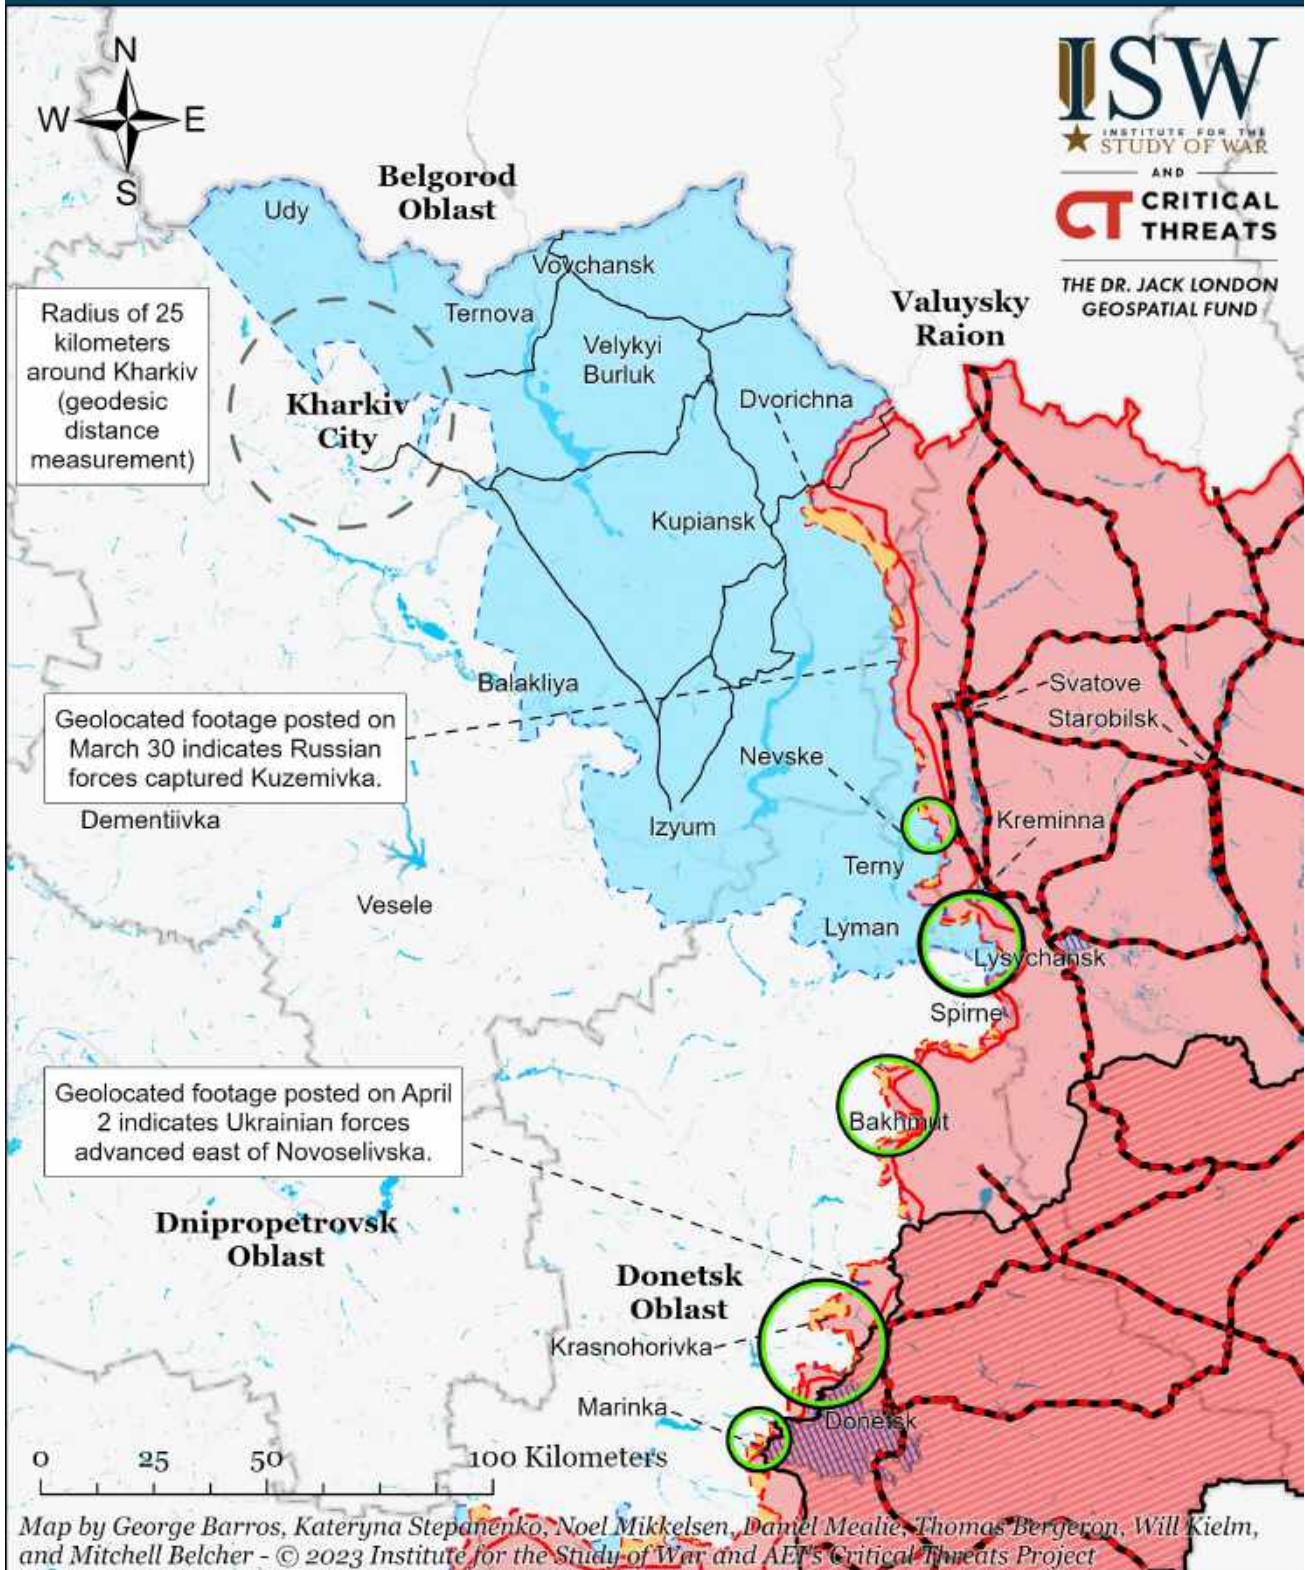 N
W E
S
ISW
INSTITUTE FOR THE
STUDY OF WAR
AND
CT CRITICAL
THREATS
THE DR. JACK LONDON
GEOSPATIAL FUND
Belgorod
Oblast
Udy
Vovchansk
Ternova
Valuysky
Raion
Radius of 25
kilometers
around Kharkiv
(geodesic
distance
measurement)
Velykyi
Burluk
Kharkiv
City
Dvorichna
Kupiansk
Balakliya
Svatove
Starobilsk
Geolocated footage posted on
March 30 indicates Russian
forces captured Kuzemivka.
Nevske
Dementiivka
Izyum
Kreminna
Terny
Vesele
Lyman
Lysychansk
Spirne
Geolocated footage posted on April
2 indicates Ukrainian forces
advanced east of Novoselivska.
Bakhmut
Dnipropetrovsk
Oblast
Donetsk
Oblast
Krasnohorivka
Marinka
Donetsk
0 25 50 100 Kilometers
Map by George Barros, Kateryna Stepanenko, Noel Mikkelsen, Daniel Mealie, Thomas Bergeron, Will Kielm,
and Mitchell Belcher - © 2023 Institute for the Study of War and AEI's Critical Threats Project